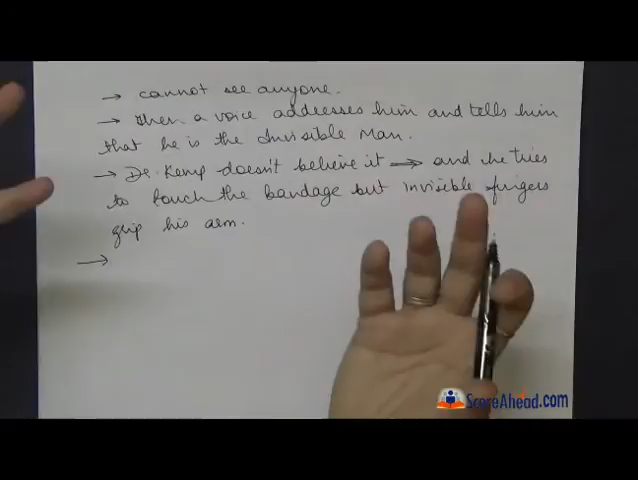 → cannot see anyone.
→ then a voice addresses him and tells him
that he is the Invisible Man.
→ Dr. Kemp doesn't believe it → and he tries
to touch the bandage but invisible fingers
grip his arm.
→
ScoreAhead.com